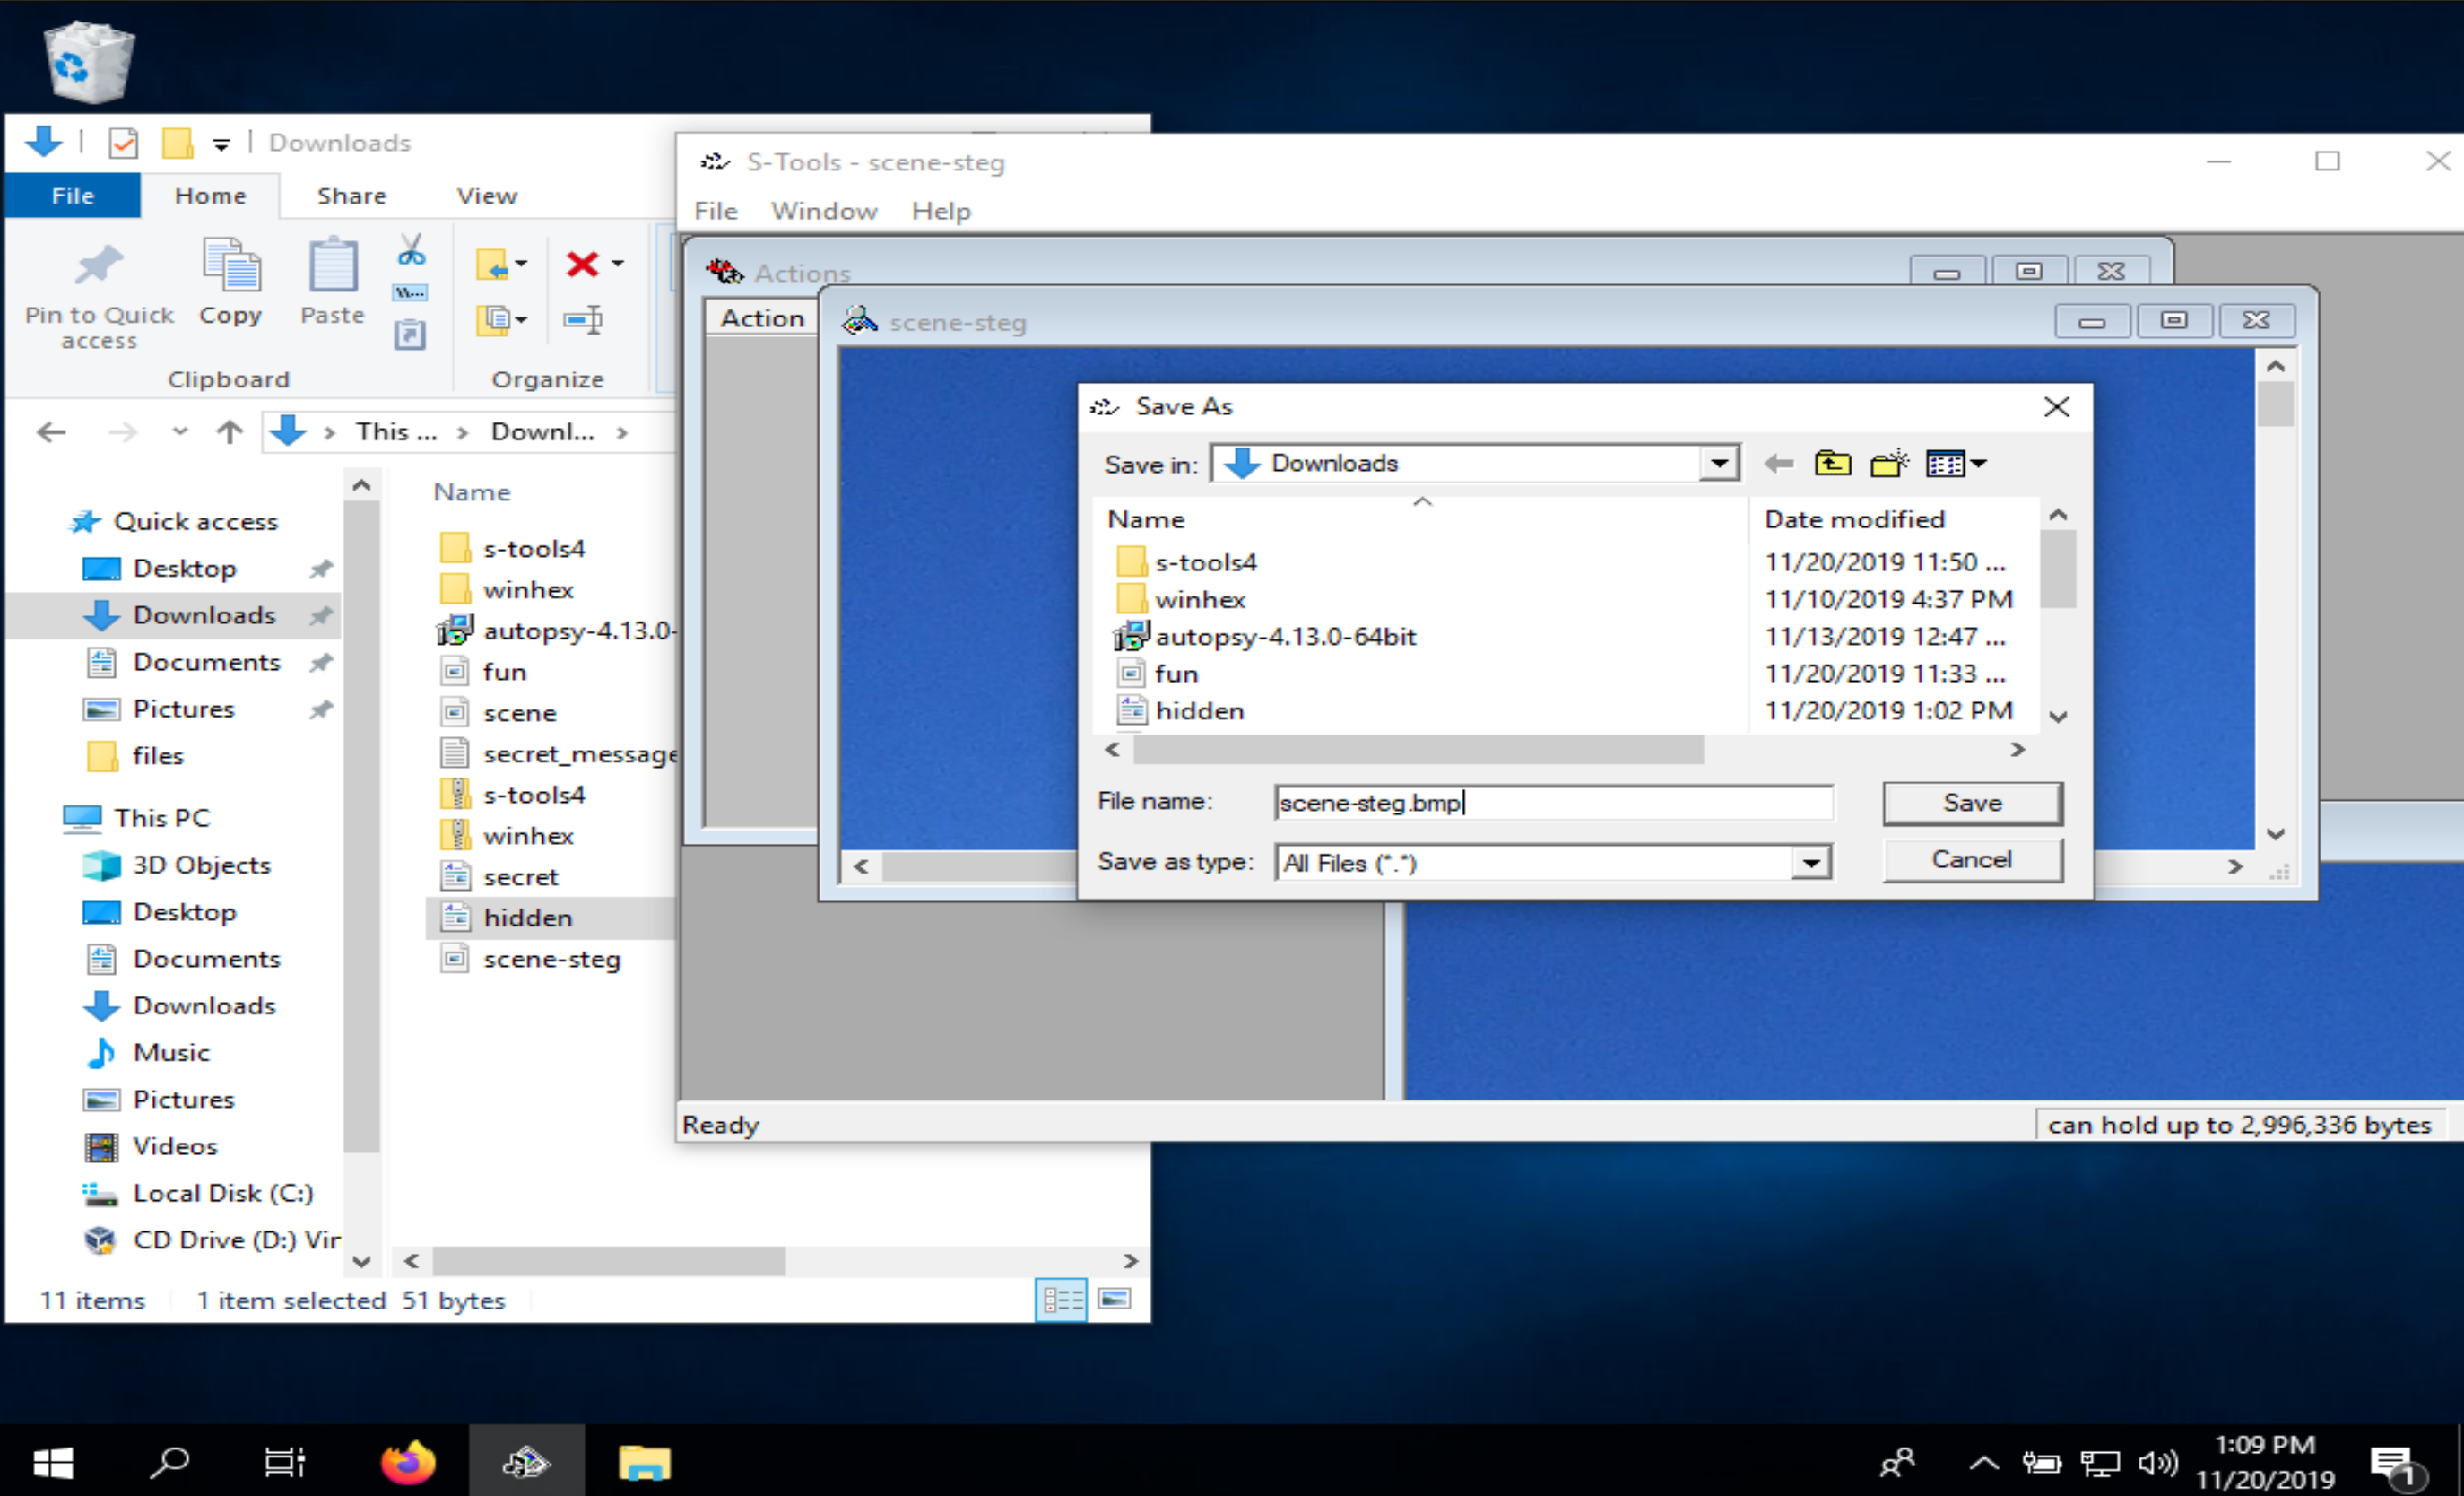 Downloads
File Home Share View
Pin to Quick access
Copy
Paste
Clipboard
Organize
This ... > Downl... >
Quick access
Desktop
Downloads
Documents
Pictures
files
This PC
3D Objects
Desktop
Documents
Downloads
Music
Pictures
Videos
Local Disk (C:)
CD Drive (D:) Vir
Name
s-tools4
winhex
autopsy-4.13.0-
fun
scene
secret_message
s-tools4
winhex
secret
hidden
scene-steg
11 items 1 item selected 51 bytes
S-Tools - scene-steg
File Window Help
Actions
Action
scene-steg
Save As
Save in: Downloads
Name Date modified
s-tools4 11/20/2019 11:50 ...
winhex 11/10/2019 4:37 PM
autopsy-4.13.0-64bit 11/13/2019 12:47 ...
fun 11/20/2019 11:33 ...
hidden 11/20/2019 1:02 PM
File name: scene-steg.bmp Save
Save as type: All Files (*.*) Cancel
Ready can hold up to 2,996,336 bytes
1:09 PM
11/20/2019
1